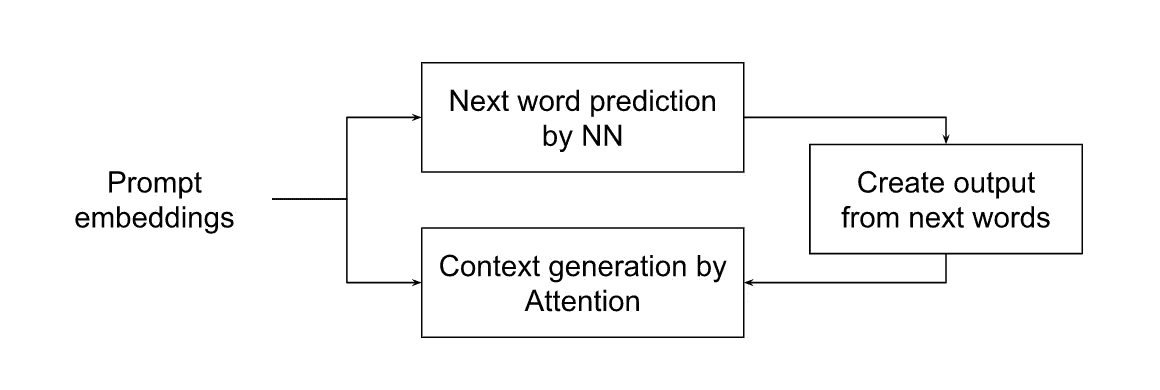 Prompt
embeddings
Next word prediction
by NN
Context generation by
Attention
Create output
from next words